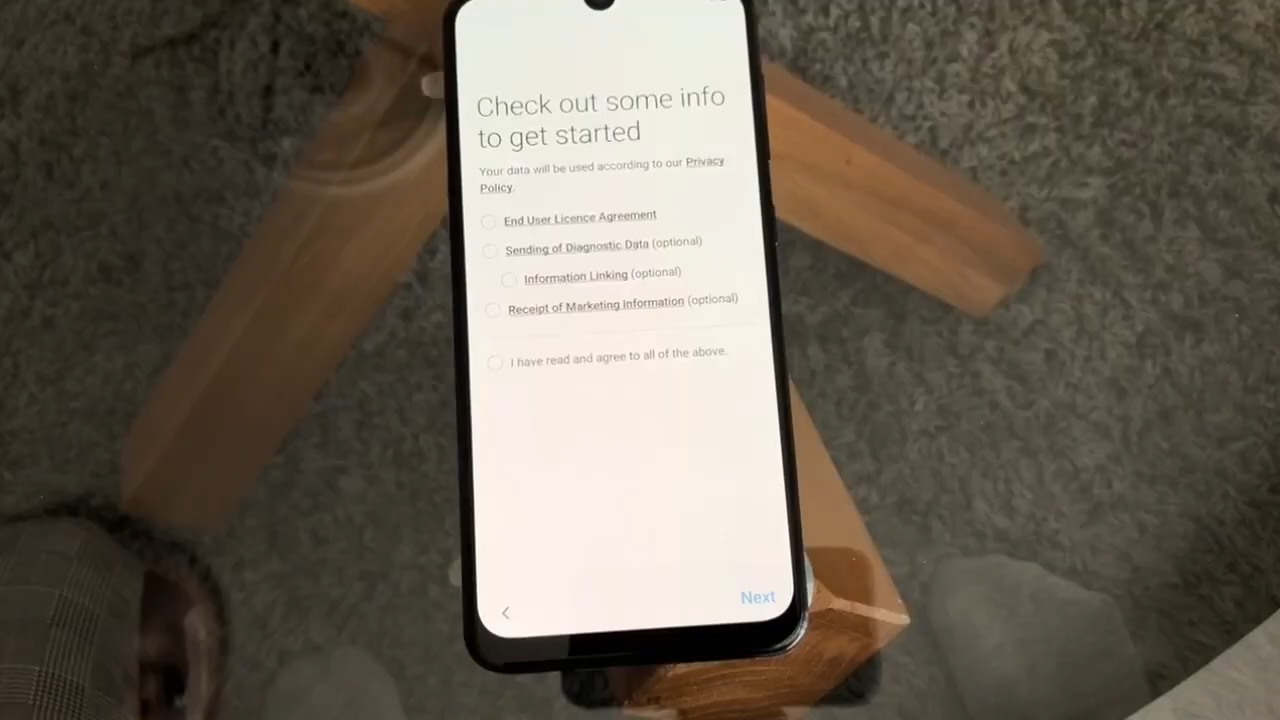 Check out some info
to get started
Your data will be used according to our Privacy
Policy.
End User Licence Agreement
Sending of Diagnostic Data (optional)
Information Linking (optional)
Receipt of Marketing Information (optional)
I have read and agree to all of the above.
Next